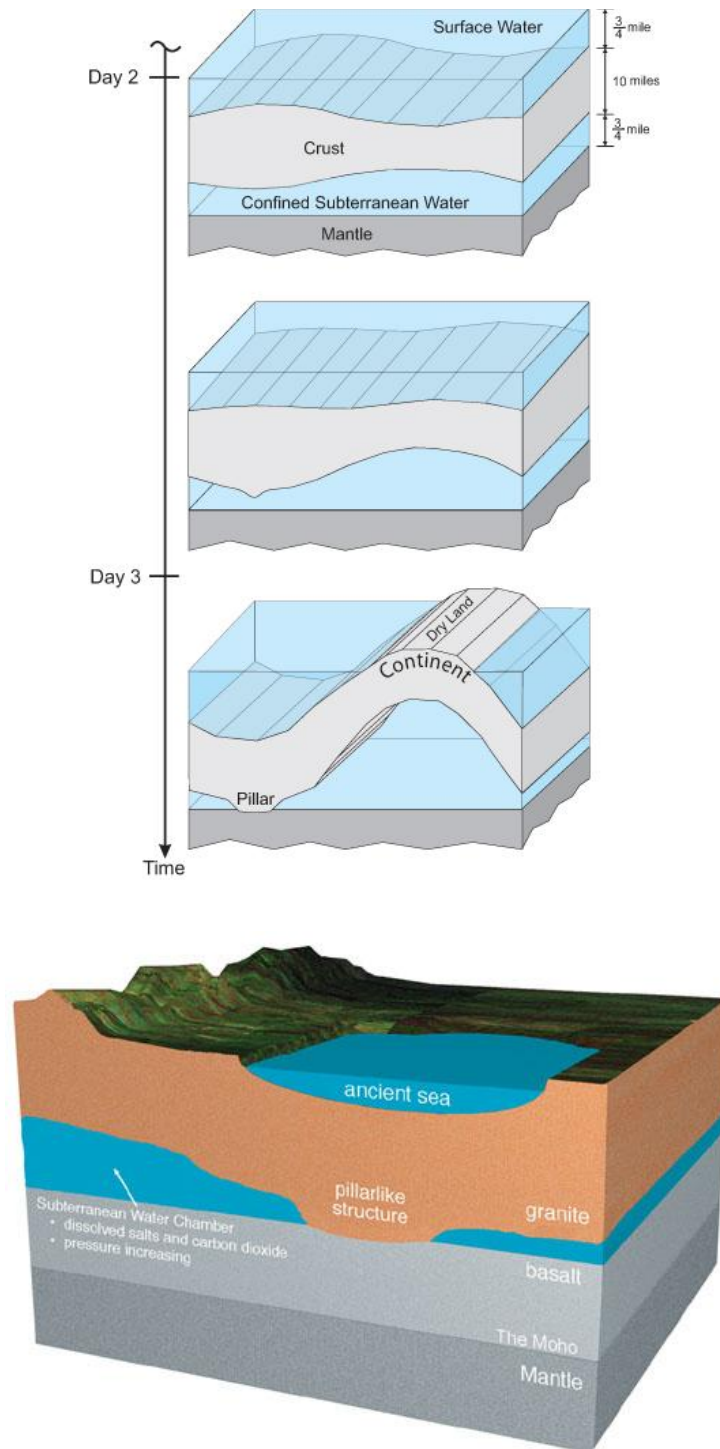 Surface Water
3/4 mile
Day 2
10 miles
Crust
3/4 mile
Confined Subterranean Water
Mantle
Day 3
Dry Land
Continent
Pillar
Time
ancient sea
pillarlike
structure
granite
Subterranean Water Chamber
• dissolved salts and carbon dioxide
• pressure increasing
basalt
The Moho
Mantle